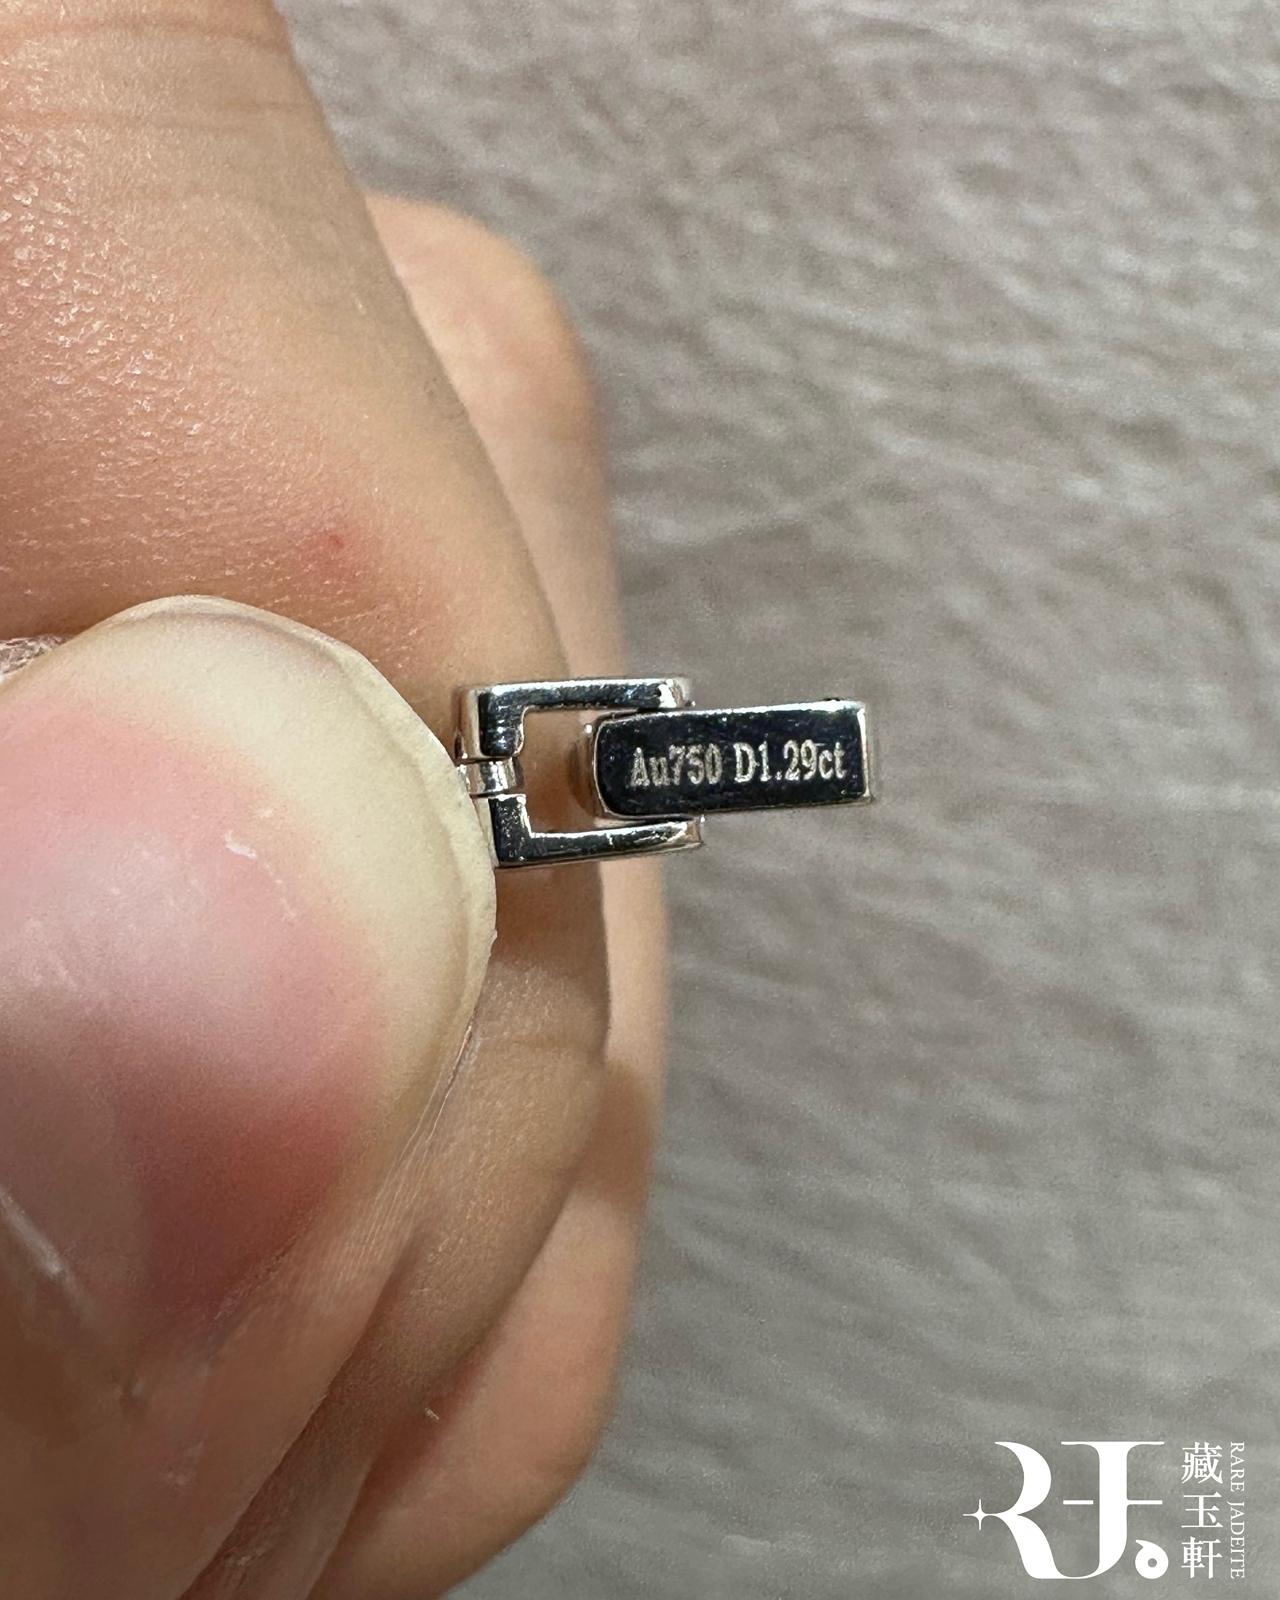 Au750 D1.29ct
RJ
藏玉軒
RARE JADEITE